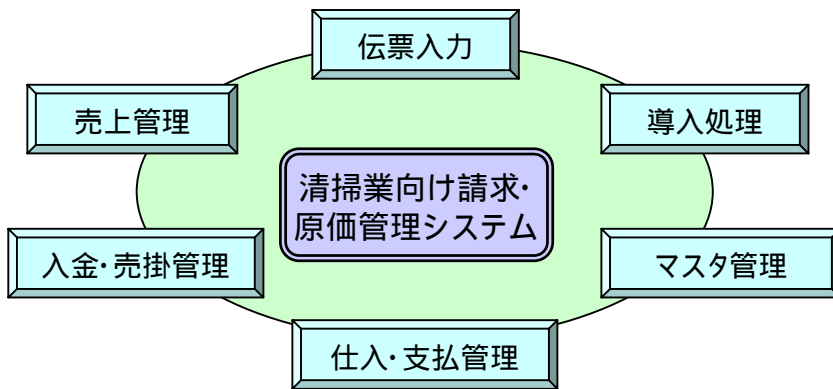 伝票入力
売上管理
導入処理
清掃業向け請求・
原価管理システム
入金・売掛管理
マスタ管理
仕入・支払管理